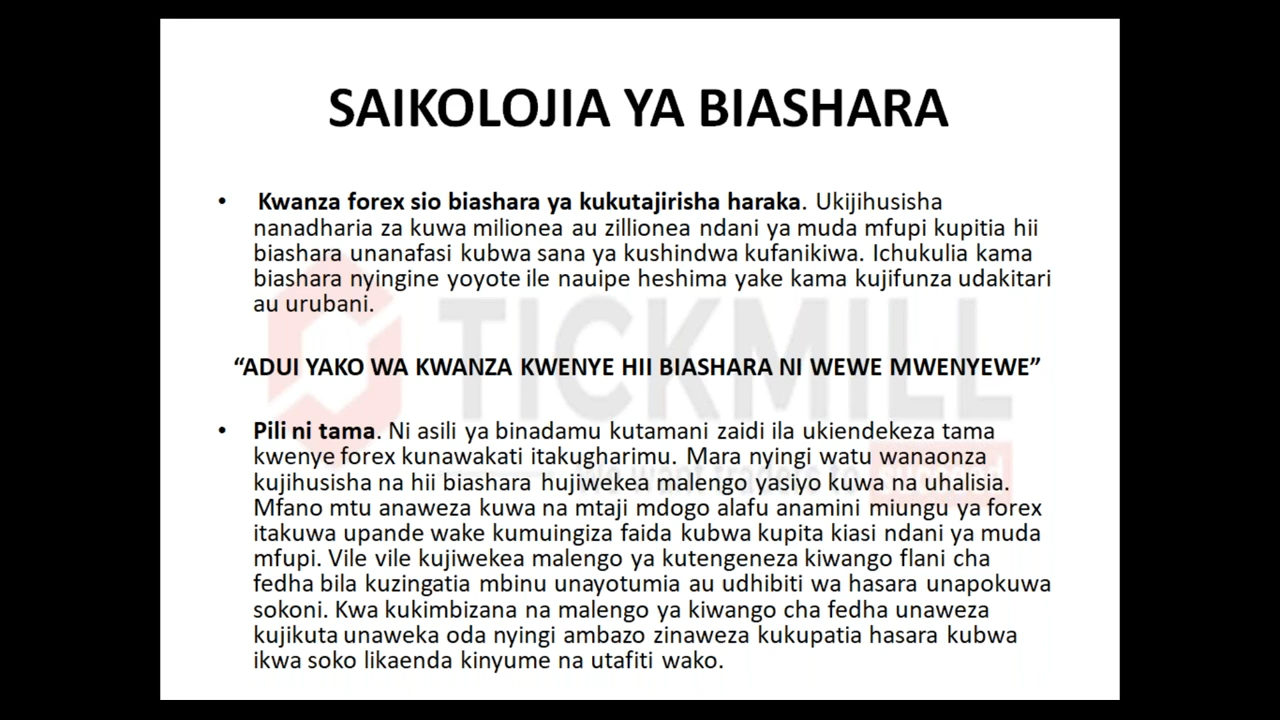 SAIKOLOJIA YA BIASHARA
• Kwanza forex sio biashara ya kukutajirisha haraka. Ukijihusisha
nanadharia za kuwa milionea au zillionea ndani ya muda mfupi kupitia hii
biashara unanafasi kubwa sana ya kushindwa kufanikiwa. Ichukulia kama
biashara nyingine yoyote ile nauipe heshima yake kama kujifunza udakitari
au urubani.
“ADUI YAKO WA KWANZA KWENYE HII BIASHARA NI WEWE MWENYEWE”
TICKMILL
• Pili ni tama. Ni asili ya binadamu kutamani zaidi ila ukiendekeza tama
kwenye forex kunawakati itakugharimu. Mara nyingi watu wanaonza
kujihusisha na hii biashara hujiwekea malengo yasiyo kuwa na uhalisia.
Mfano mtu anaweza kuwa na mtaji mdogo alafu anamini miungu ya forex
itakuwa upande wake kumuingiza faida kubwa kupita kiasi ndani ya muda
mfupi. Vile vile kujiwekea malengo ya kutengeneza kiwango flani cha
fedha bila kuzingatia mbinu unayotumia au udhibiti wa hasara unapokuwa
sokoni. Kwa kukimbizana na malengo ya kiwango cha fedha unaweza
kujikuta unaweka oda nyingi ambazo zinaweza kukupatia hasara kubwa
ikwa soko likaenda kinyume na utafiti wako.